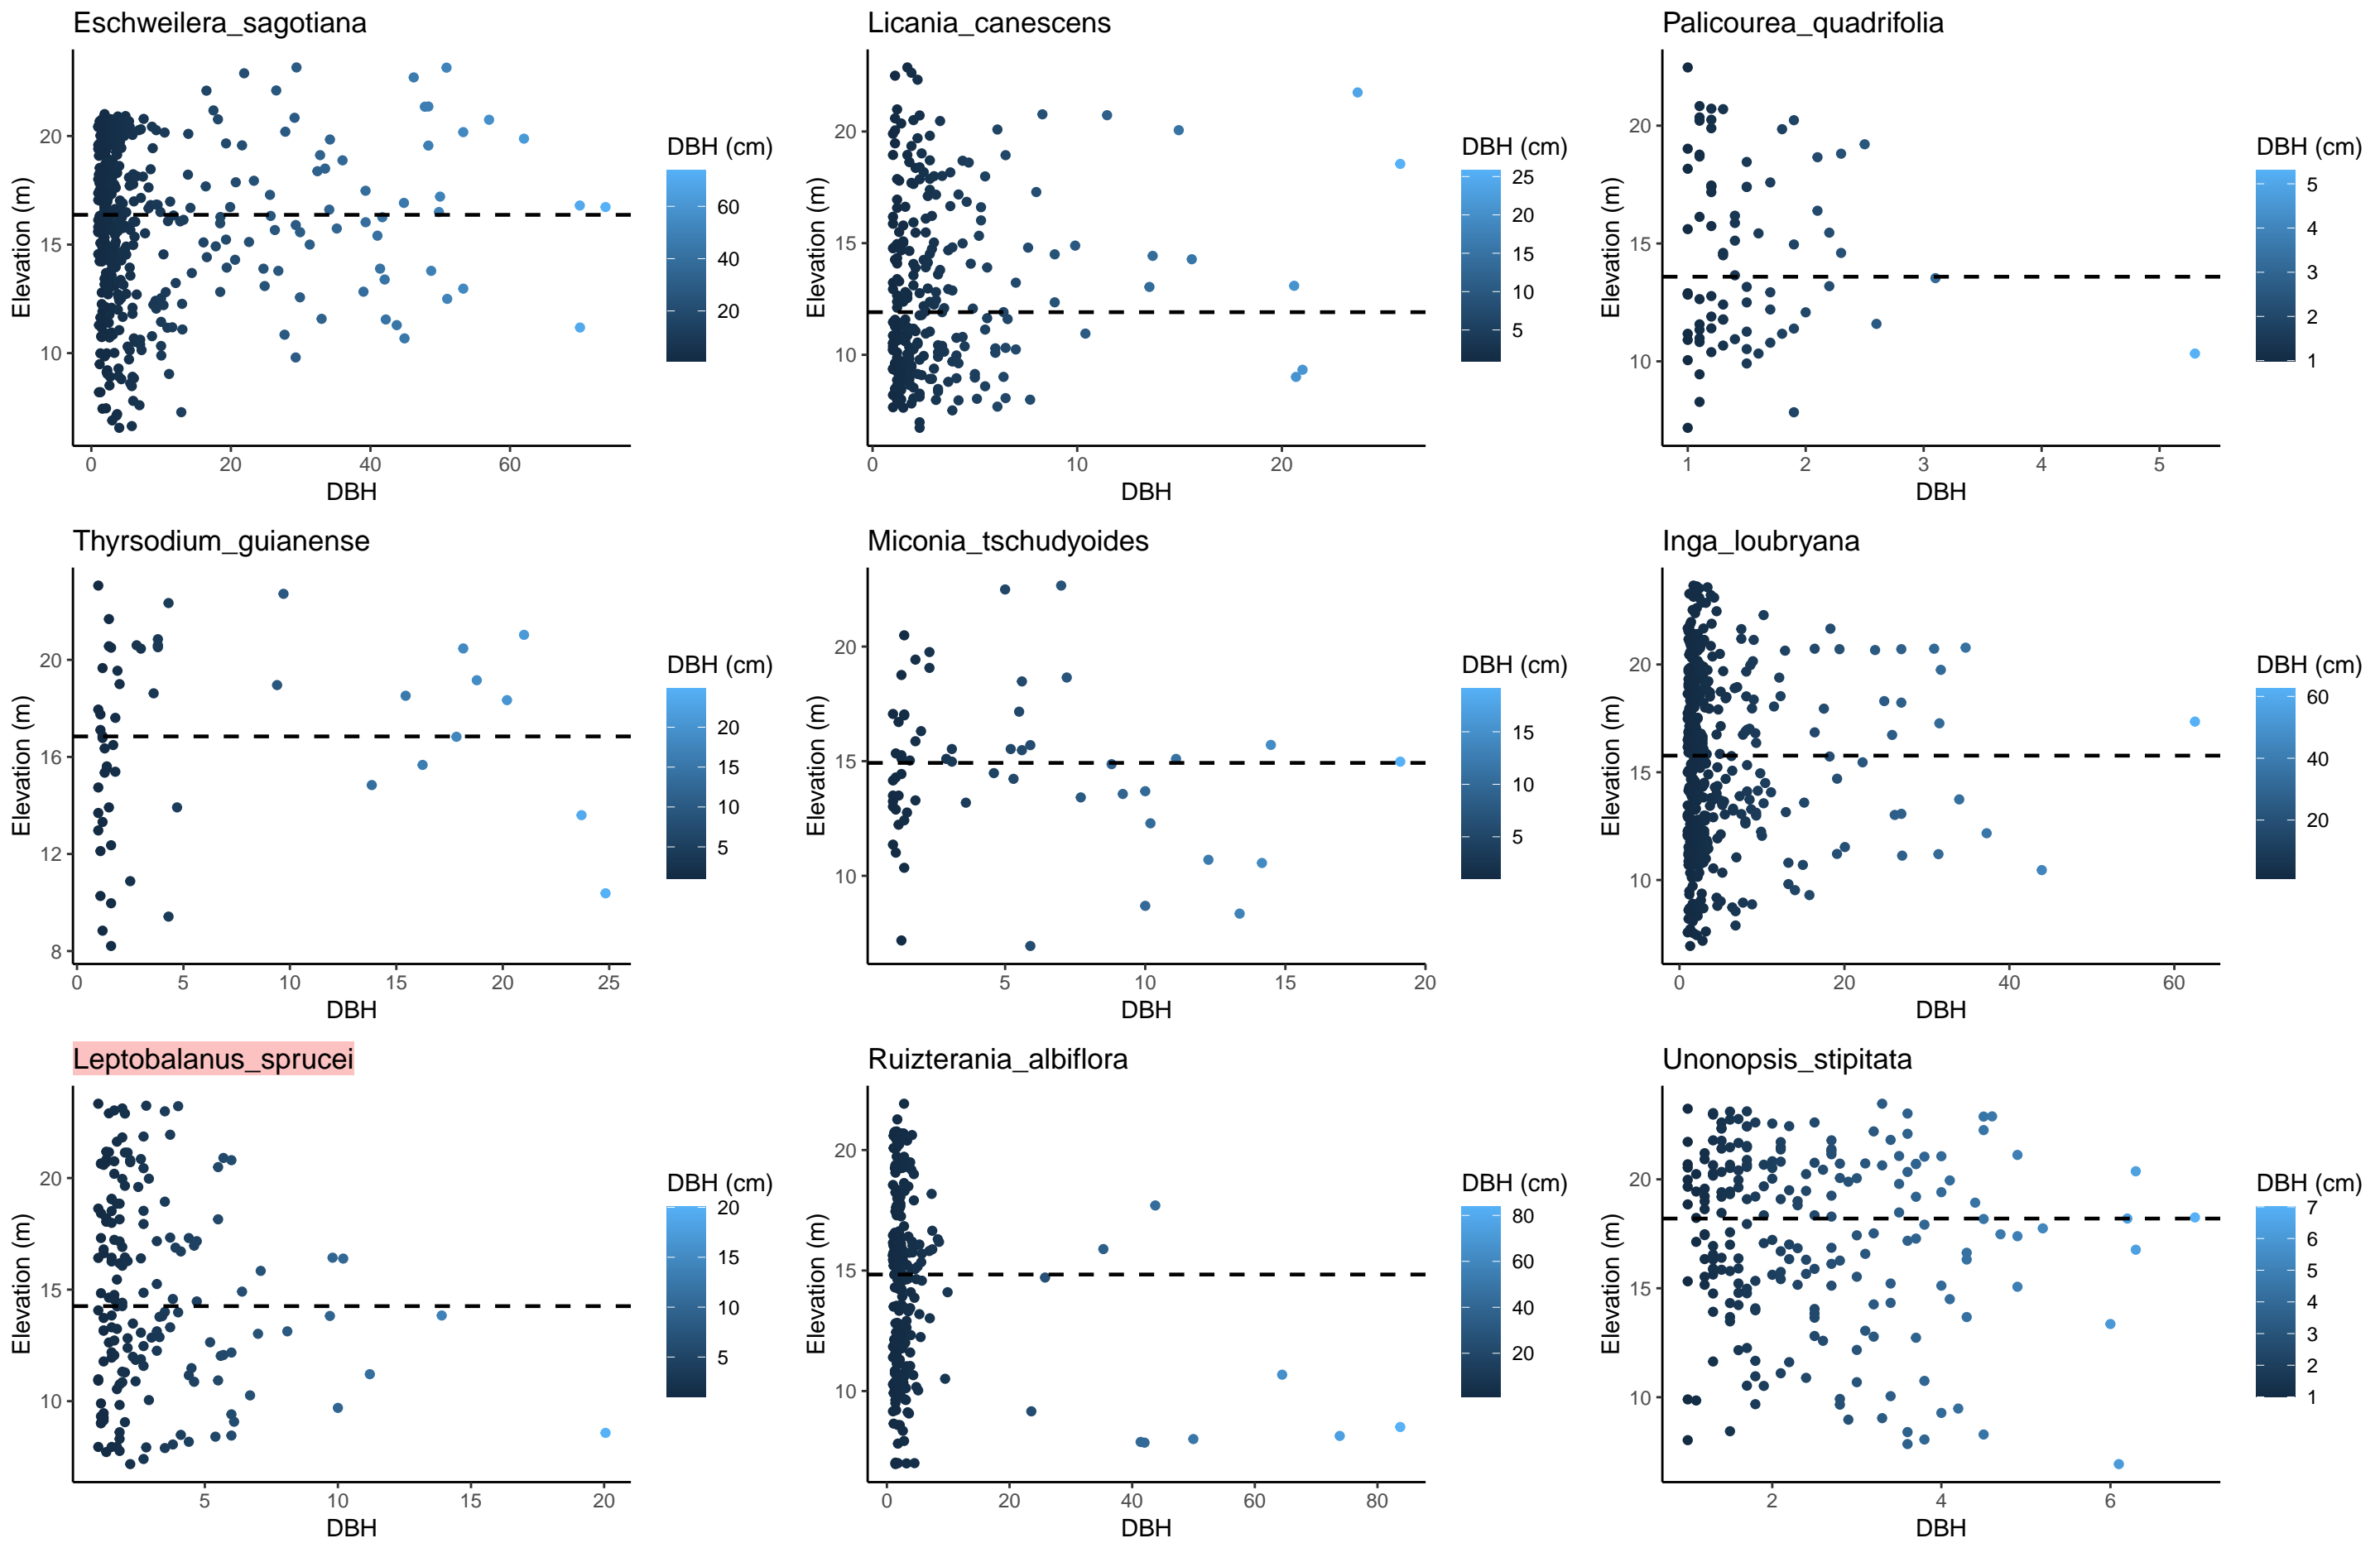 Eschweilera_sagotiana
Elevation (m)
20
15
10
0 20 40 60
DBH
DBH (cm)
60
40
20
Licania_canescens
Elevation (m)
20
15
10
0 10 20
DBH
DBH (cm)
25
20
15
10
5
Palicourea_quadrifolia
Elevation (m)
20
15
10
1 2 3 4 5
DBH
DBH (cm)
5
4
3
2
1
Thyrsodium_guianense
Elevation (m)
20
16
12
8
0 5 10 15 20 25
DBH
DBH (cm)
20
15
10
5
Miconia_tschudyoides
Elevation (m)
20
15
10
5 10 15 20
DBH
DBH (cm)
15
10
5
Inga_loubryana
Elevation (m)
20
15
10
0 20 40 60
DBH
DBH (cm)
60
40
20
Leptobalanus_sprucei
Elevation (m)
20
15
10
5 10 15 20
DBH
DBH (cm)
20
15
10
5
Ruizterania_albiflora
Elevation (m)
20
15
10
0 20 40 60 80
DBH
DBH (cm)
80
60
40
20
Unonopsis_stipitata
Elevation (m)
20
15
10
2 4 6
DBH
DBH (cm)
7
6
5
4
3
2
1